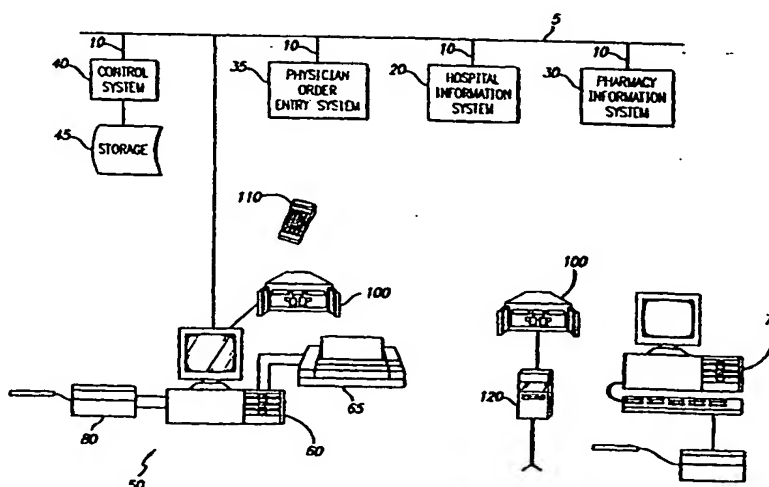 5
10
10
10
10
40
CONTROL
SYSTEM
35
PHYSICIAN
ORDER
ENTRY SYSTEM
20
HOSPITAL
INFORMATION
SYSTEM
30
PHARMACY
INFORMATION
SYSTEM
45
STORAGE
110
100
100
65
120
80
60
50